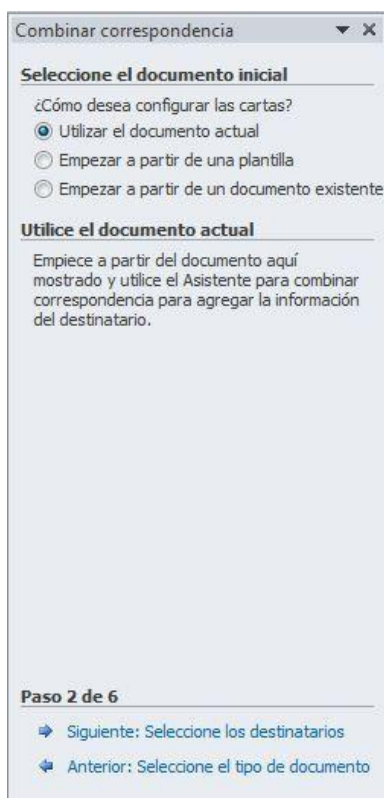 Combinar correspondencia
Seleccione el documento inicial
¿Cómo desea configurar las cartas?
Utilizar el documento actual
Empezar a partir de una plantilla
Empezar a partir de un documento existente
Utilice el documento actual
Empiece a partir del documento aquí
mostrado y utilice el Asistente para combinar
correspondencia para agregar la información
del destinatario.
Paso 2 de 6
Siguiente: Seleccione los destinatarios
Anterior: Seleccione el tipo de documento